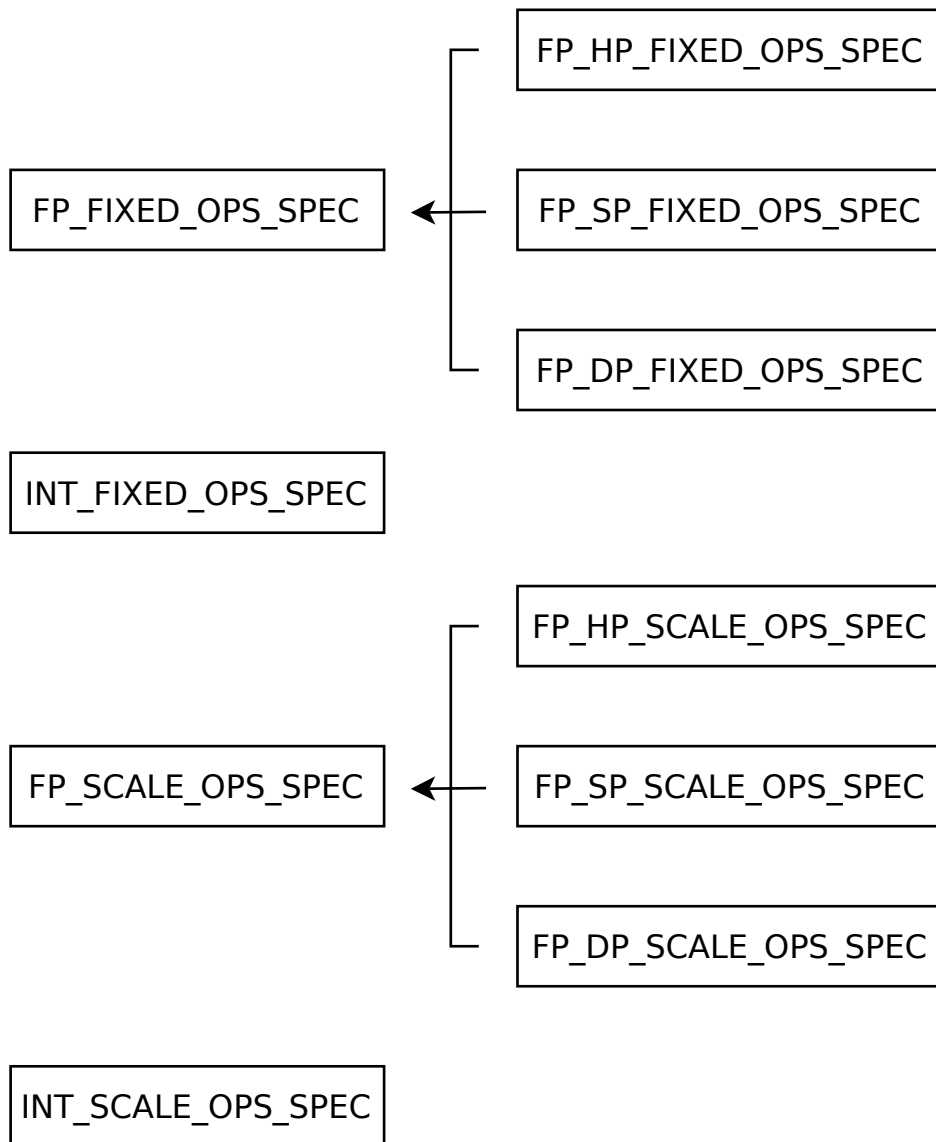 FP_HP_FIXED_OPS_SPEC
FP_FIXED_OPS_SPEC
FP_SP_FIXED_OPS_SPEC
FP_DP_FIXED_OPS_SPEC
INT_FIXED_OPS_SPEC
FP_HP_SCALE_OPS_SPEC
FP_SCALE_OPS_SPEC
FP_SP_SCALE_OPS_SPEC
FP_DP_SCALE_OPS_SPEC
INT_SCALE_OPS_SPEC